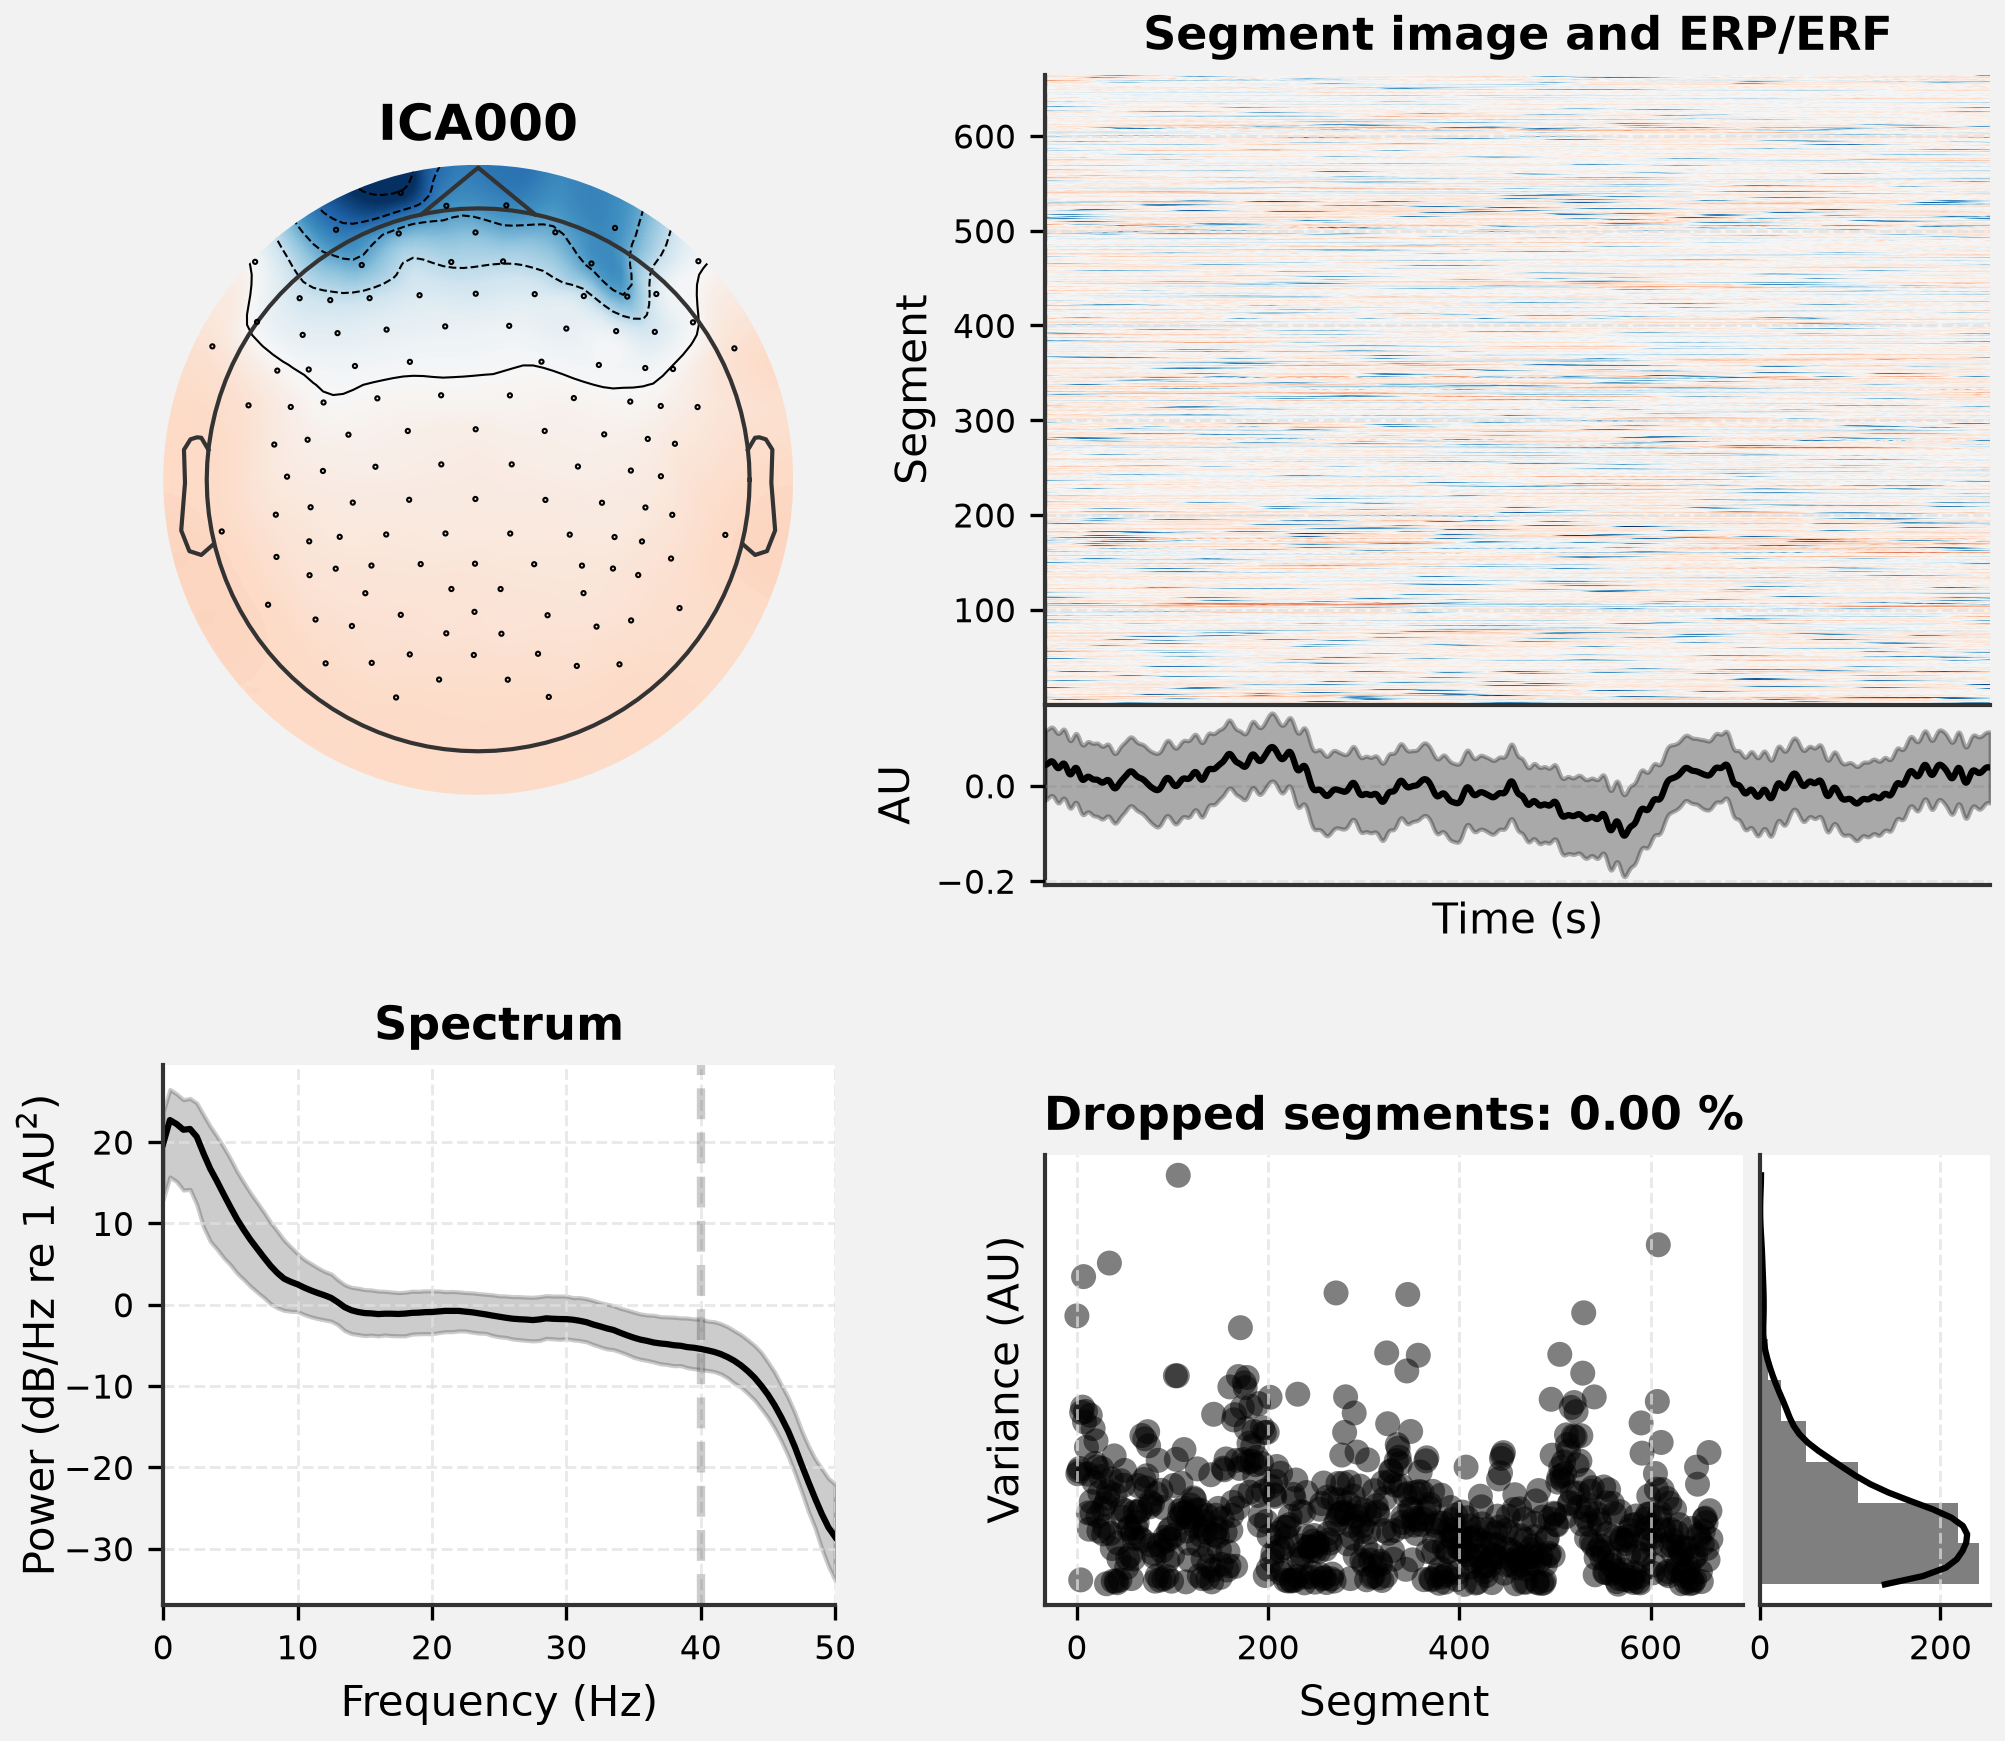 Segment image and ERP/ERF
ICA000
600
500
400
300
200
100
Segment
0.0
−0.2
AU
Time (s)
Spectrum
20
10
0
−10
−20
−30
Power (dB/Hz re 1 AU²)
0 10 20 30 40 50
Frequency (Hz)
Dropped segments: 0.00 %
Variance (AU)
0 200 400 600 0 200
Segment